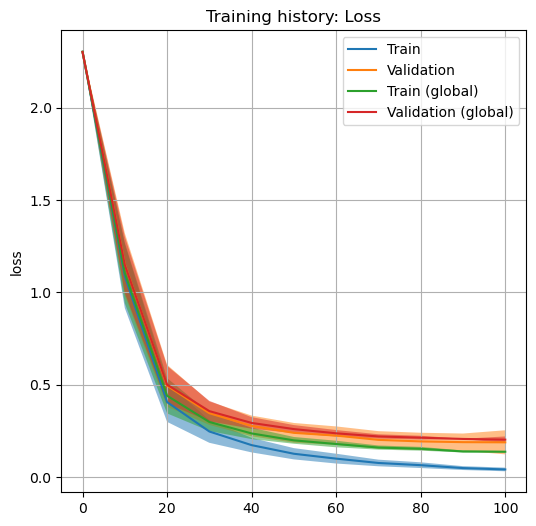 Training history: Loss
Train
Validation
Train (global)
Validation (global)
loss
2.0
1.5
1.0
0.5
0.0
0 20 40 60 80 100